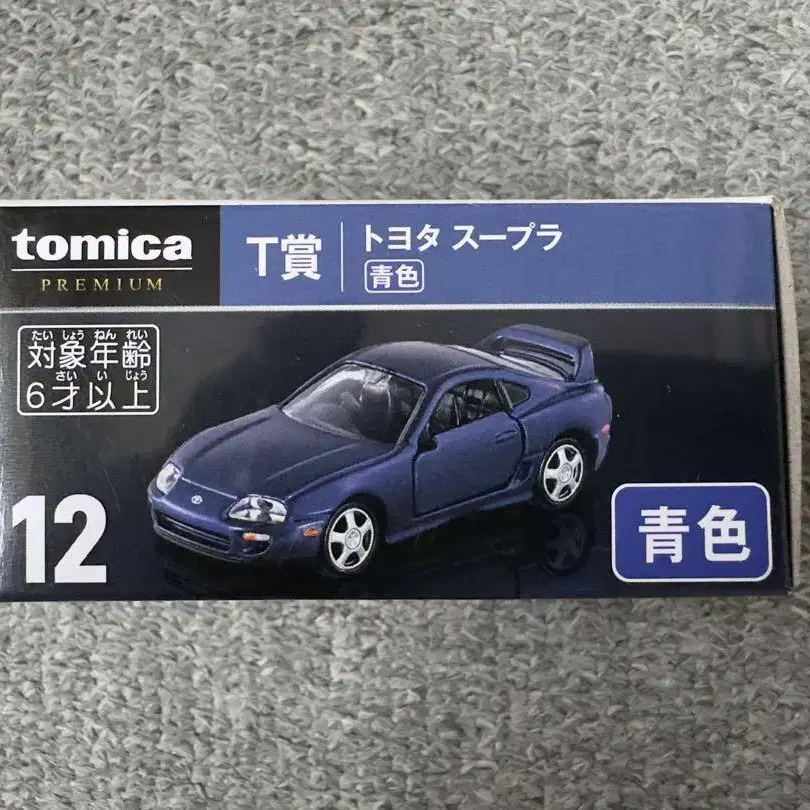 tomica
PREMIUM
T賞
トヨタ スープラ
青色
たいしょうねんれい
対象年齢
さいいじょう
6才以上
12
青色